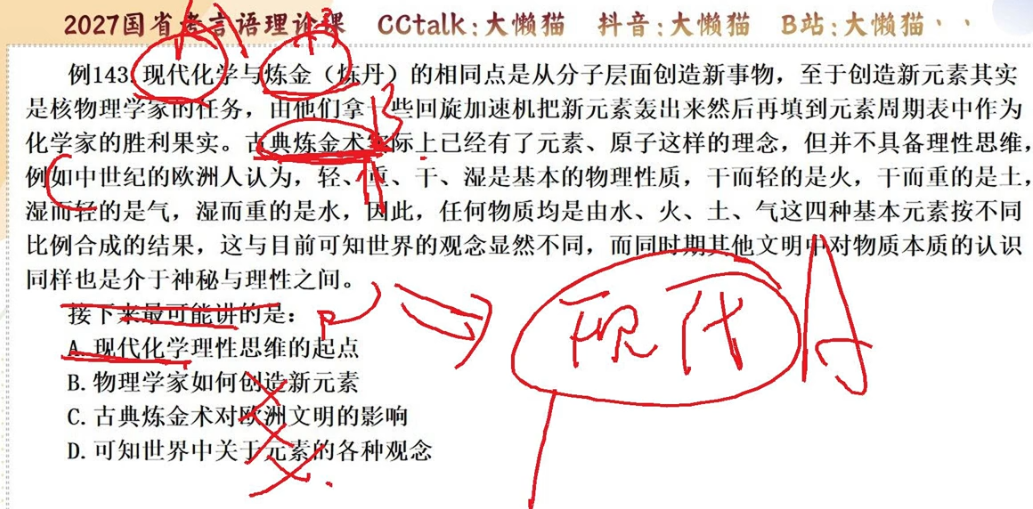 2027国省考言语理论课 CCtalk:大懒猫 抖音:大懒猫 B站:大懒猫
例143 现代化学与炼金（炼丹）的相同点是从分子层面创造新事物，至于创造新元素其实
是核物理学家的任务，由他们拿一些回旋加速机把新元素轰出来然后再填到元素周期表中作为
化学家的胜利果实。古典炼金术实际上已经有了元素、原子这样的理念，但并不具备理性思维，
例如中世纪的欧洲人认为，轻、重、干、湿是基本的物理性质，干而轻的是火，干而重的是土，
湿而轻的是气，湿而重的是水，因此，任何物质均是由水、火、土、气这四种基本元素按不同
比例合成的结果，这与目前可知世界的观念显然不同，而同时期其他文明中对物质本质的认识
同样也是介于神秘与理性之间。
接下来最可能讲的是：
A. 现代化学理性思维的起点
B. 物理学家如何创造新元素
C. 古典炼金术对欧洲文明的影响
D. 可知世界中关于元素的各种观念
现代 A